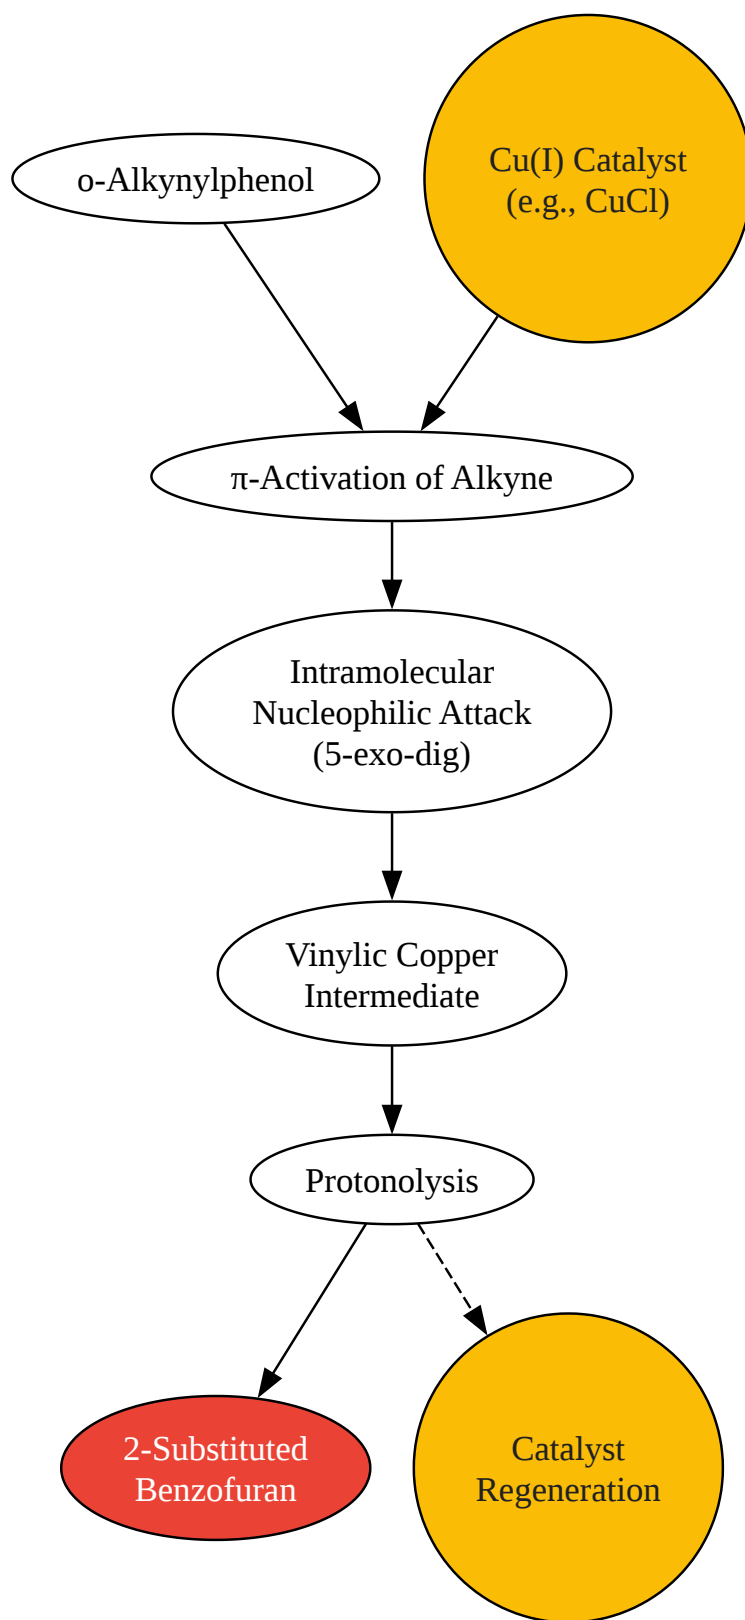 o-Alkynylphenol
Cu(I) Catalyst
(e.g., CuCl)
π-Activation of Alkyne
Intramolecular
Nucleophilic Attack
(5-exo-dig)
Vinylic Copper
Intermediate
Protonolysis
2-Substituted
Benzofuran
Catalyst
Regeneration